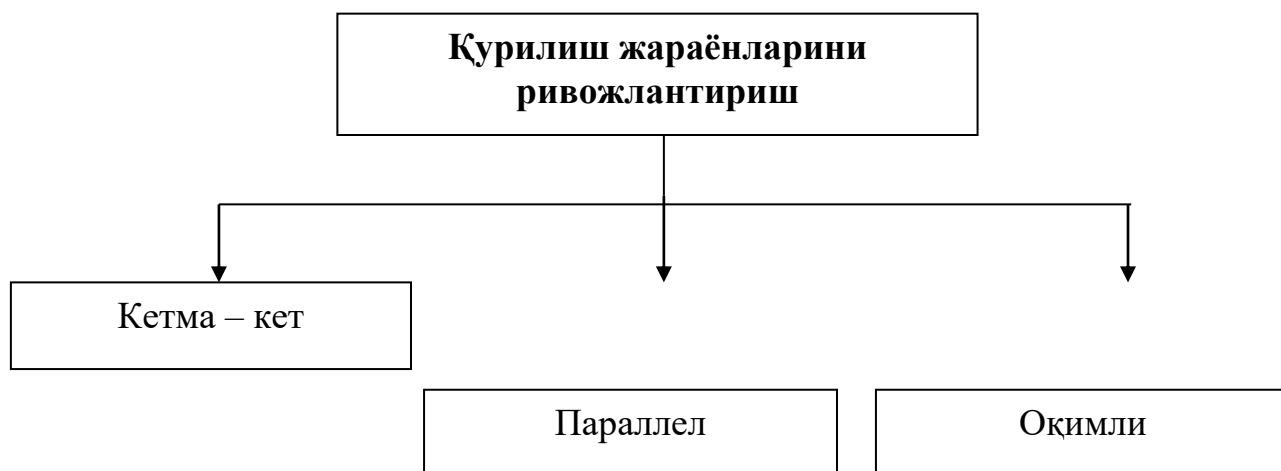 Қурилиш жараёнларини
ривожлантириш
Кетма – кет
Параллел
Оқимли